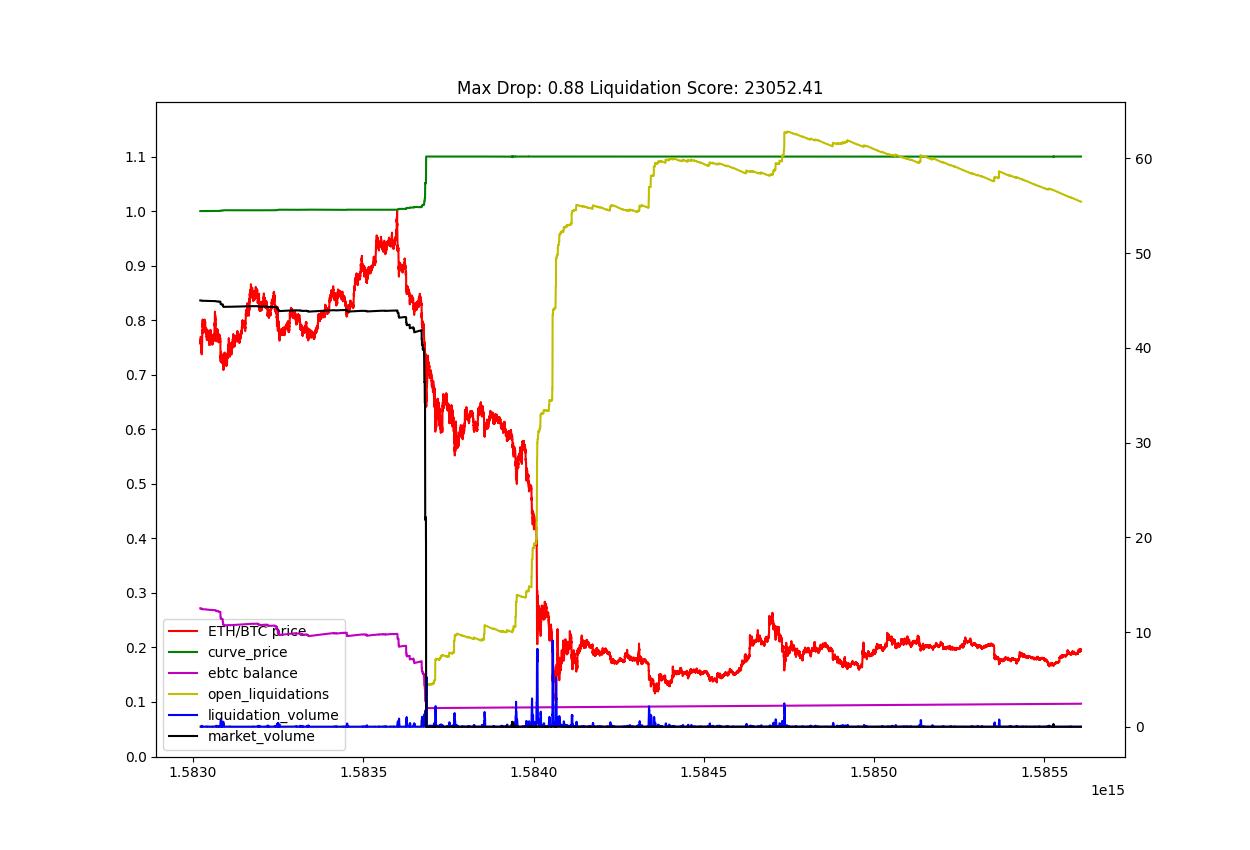 Max Drop: 0.88 Liquidation Score: 23052.41
1.1
1.0
0.9
0.8
0.7
0.6
0.5
0.4
0.3
0.2
0.1
0.0
60
50
40
30
20
10
0
ETH/BTC price
curve_price
ebtc balance
open_liquidations
liquidation_volume
market_volume
1.5830 1.5835 1.5840 1.5845 1.5850 1.5855
1e15